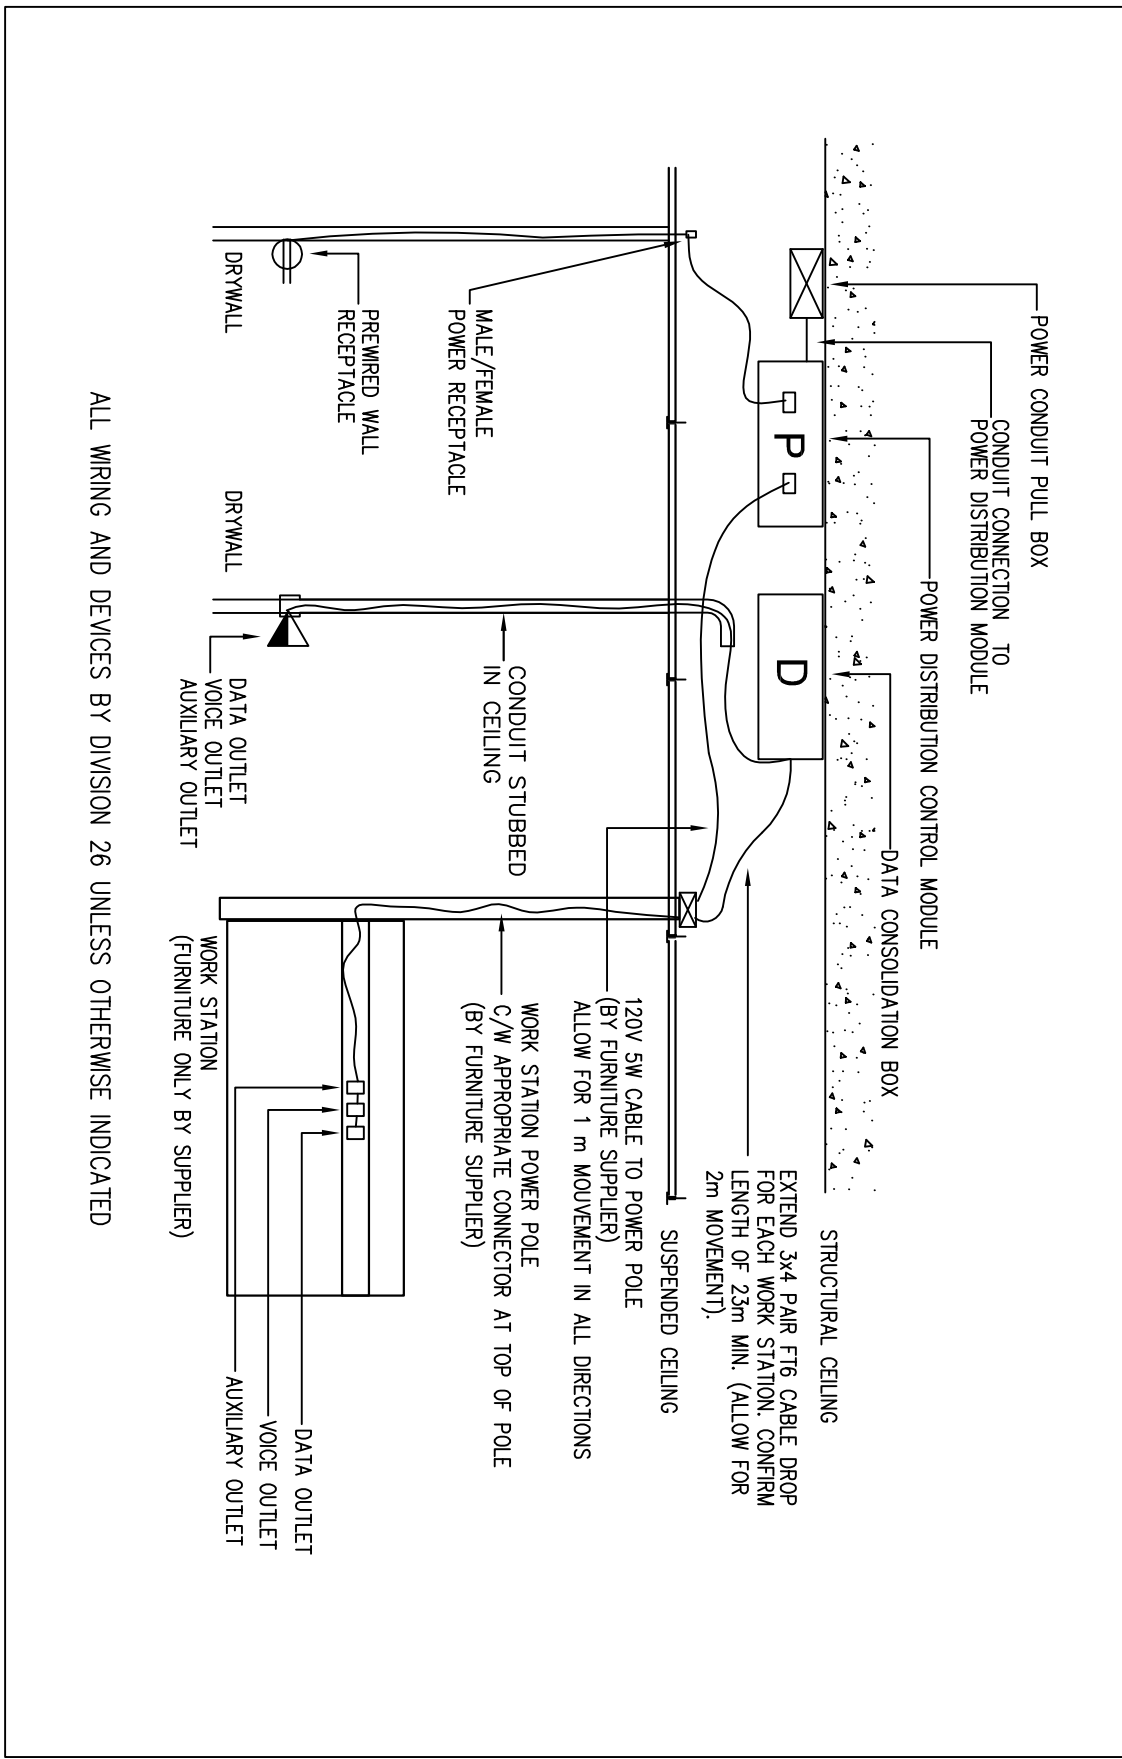 POWER CONDUIT PULL BOX
CONDUIT CONNECTION TO
POWER DISTRIBUTION MODULE
POWER DISTRIBUTION CONTROL MODULE
DATA CONSOLIDATION BOX
STRUCTURAL CEILING
P
D
EXTEND 3x4 PAIR FT6 CABLE DROP
FOR EACH WORK STATION. CONFIRM
LENGTH OF 23m MIN. (ALLOW FOR
2m MOVEMENT).
SUSPENDED CEILING
120V 5W CABLE TO POWER POLE
(BY FURNITURE SUPPLIER)
ALLOW FOR 1 m MOUVEMENT IN ALL DIRECTIONS
MALE/FEMALE
POWER RECEPTACLE
CONDUIT STUBBED
IN CEILING
WORK STATION POWER POLE
C/W APPROPRIATE CONNECTOR AT TOP OF POLE
(BY FURNITURE SUPPLIER)
PREWIRED WALL
RECEPTACLE
DRYWALL
DRYWALL
DATA OUTLET
VOICE OUTLET
AUXILIARY OUTLET
DATA OUTLET
VOICE OUTLET
AUXILIARY OUTLET
WORK STATION
(FURNITURE ONLY BY SUPPLIER)
ALL WIRING AND DEVICES BY DIVISION 26 UNLESS OTHERWISE INDICATED